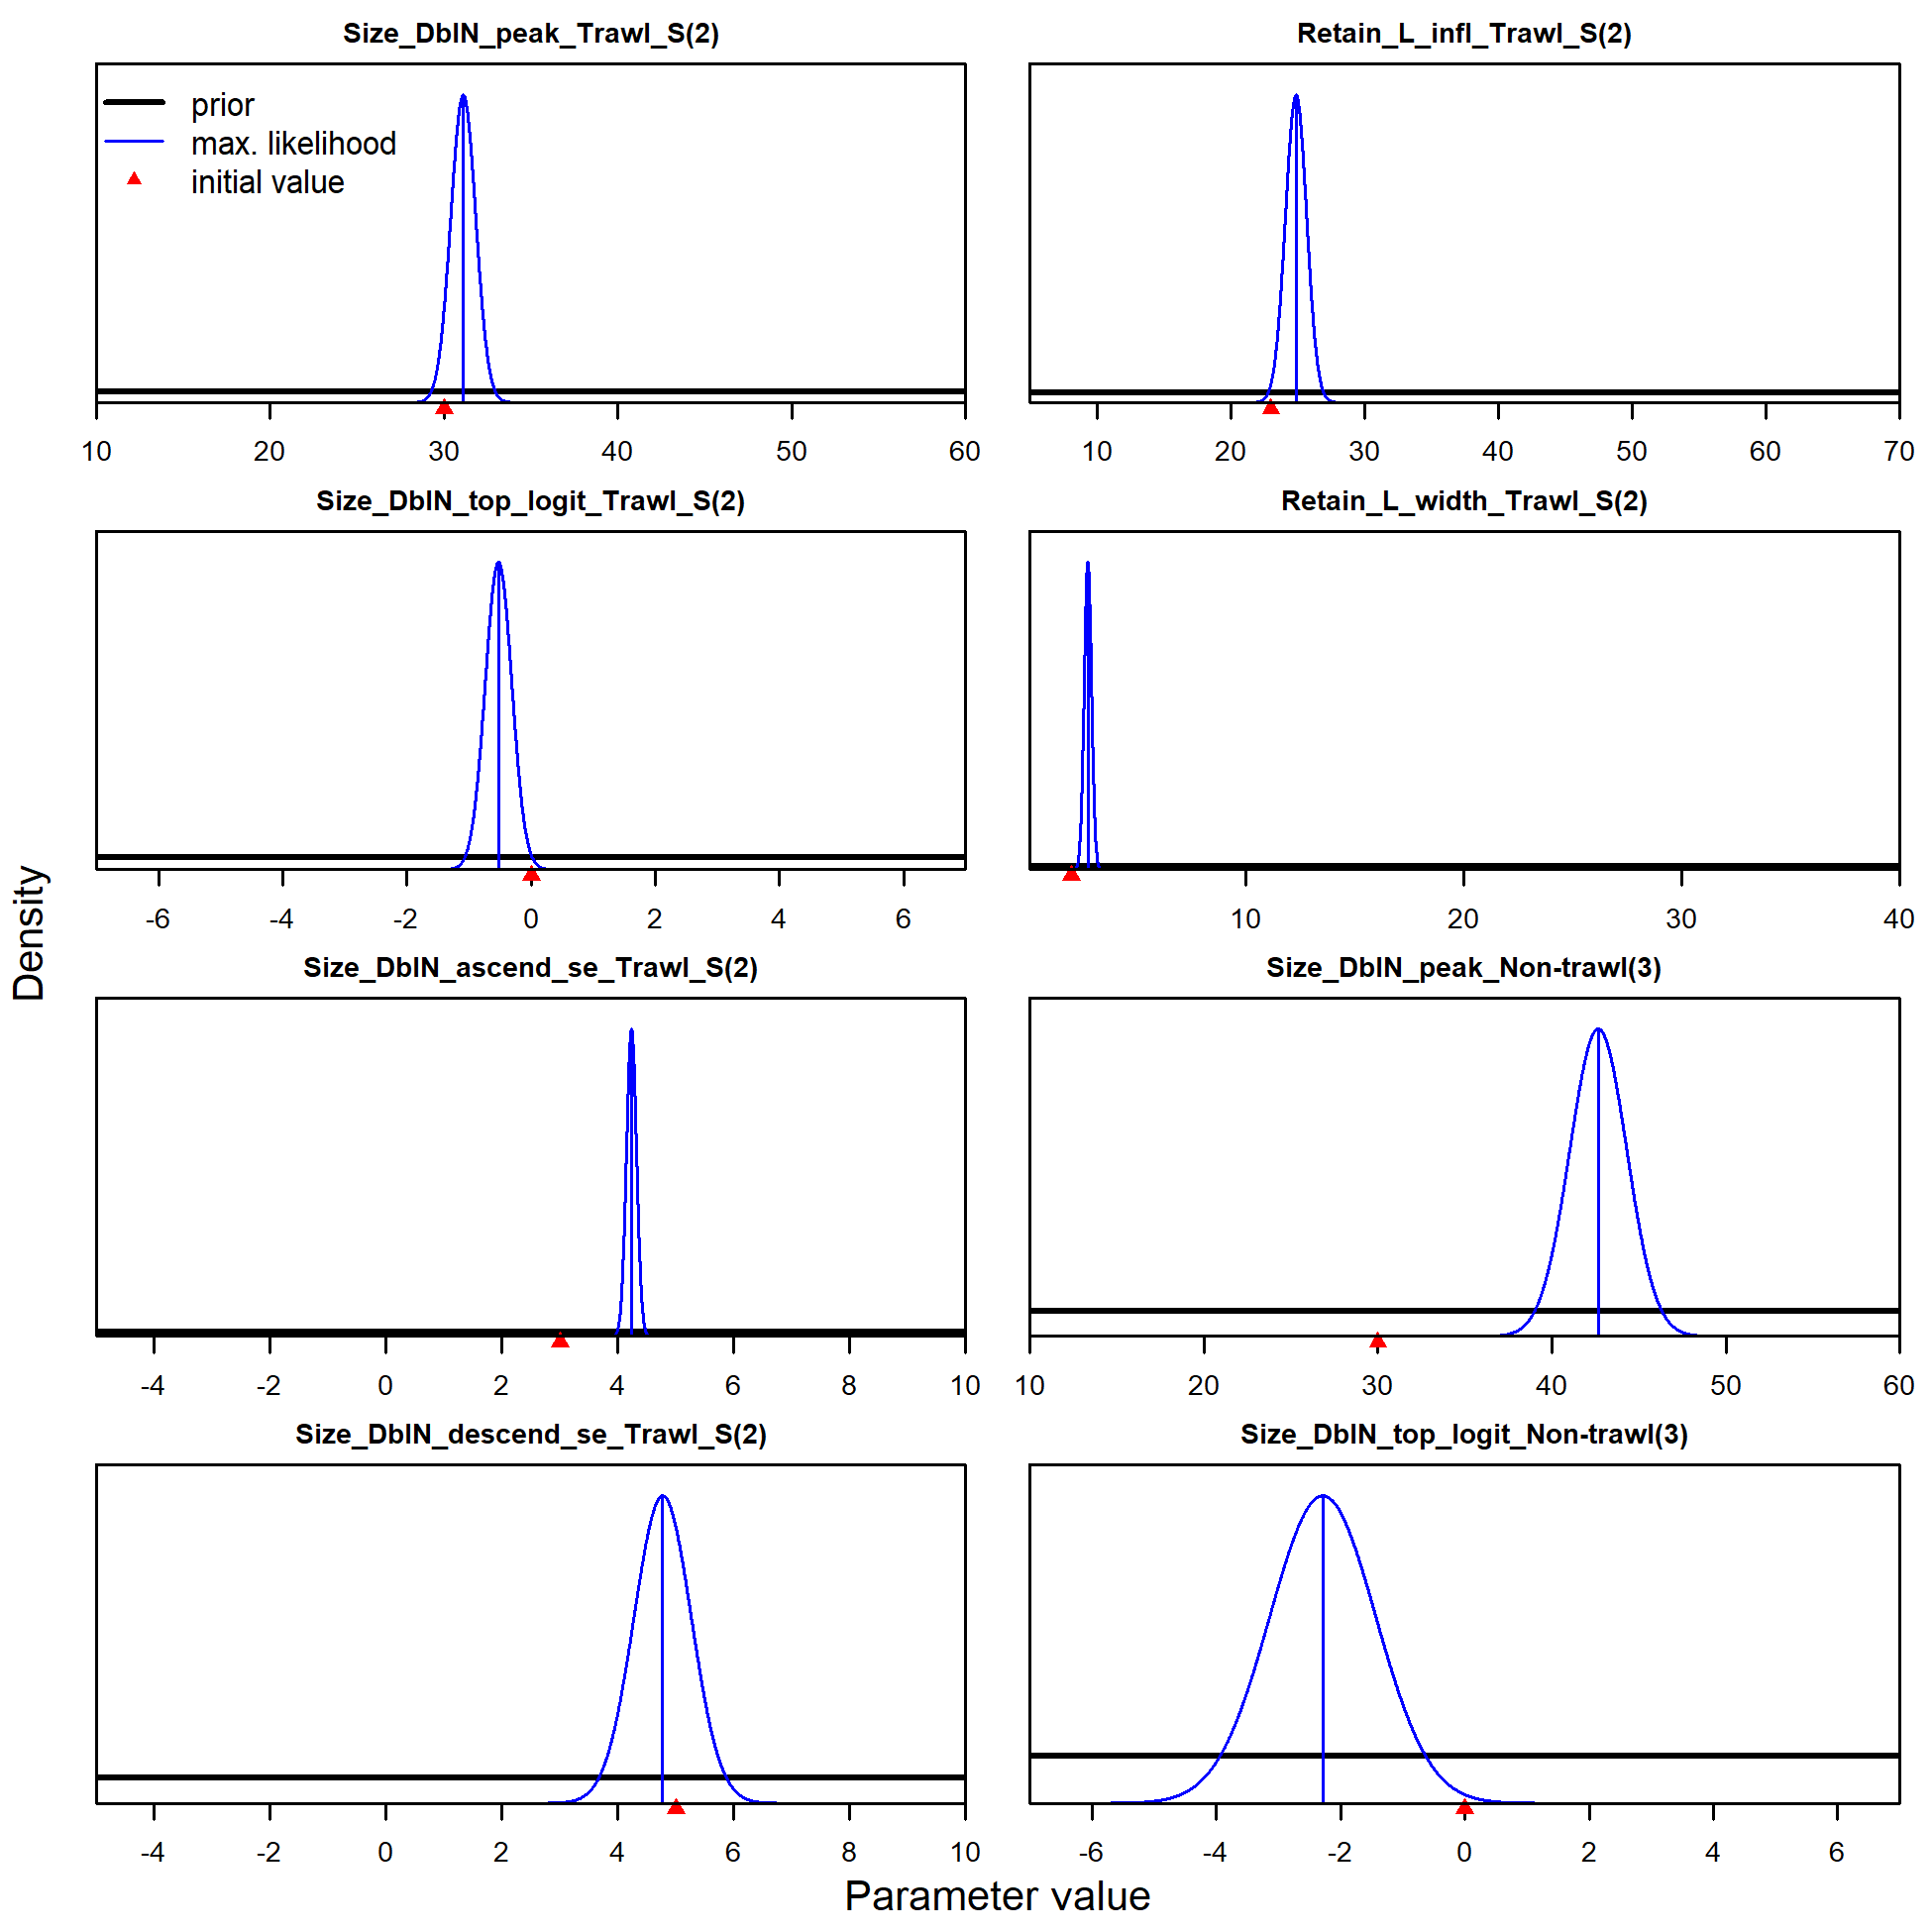 Size_DblN_peak_Trawl_S(2)
prior
max. likelihood
initial value
10 20 30 40 50 60
Retain_L_infl_Trawl_S(2)
10 20 30 40 50 60 70
Size_DblN_top_logit_Trawl_S(2)
-6 -4 -2 0 2 4 6
Retain_L_width_Trawl_S(2)
10 20 30 40
Size_DblN_ascend_se_Trawl_S(2)
-4 -2 0 2 4 6 8 10
Size_DblN_peak_Non-trawl(3)
10 20 30 40 50 60
Size_DblN_descend_se_Trawl_S(2)
-4 -2 0 2 4 6 8 10
Size_DblN_top_logit_Non-trawl(3)
-6 -4 -2 0 2 4 6
Density
Parameter value